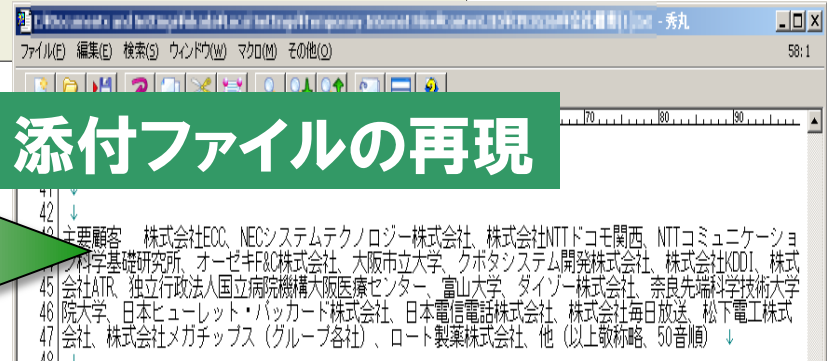 - 秀丸
ファイル(F) 編集(E) 検索(S) ウィンドウ(W) マクロ(M) その他(O) 58:1
添付ファイルの再現
70 80 90
41 ↓
42 ↓
主要顧客 株式会社ECC、NECシステムテクノロジー株式会社、株式会社NTTドコモ関西、NTTコミュニケーショ
科学基礎研究所、オーゼキF&C株式会社、大阪市立大学、クボタシステム開発株式会社、株式会社KDDI、株式
45 会社ATR、独立行政法人国立病院機構大阪医療センター、富山大学、ダイソー株式会社、奈良先端科学技術大学
46 院大学、日本ヒューレット・パッカード株式会社、日本電信電話株式会社、株式会社毎日放送、松下電工株式
47 会社、株式会社メガチップス（グループ各社）、ロート製薬株式会社、他（以上敬称略、50音順）↓
48 ↓